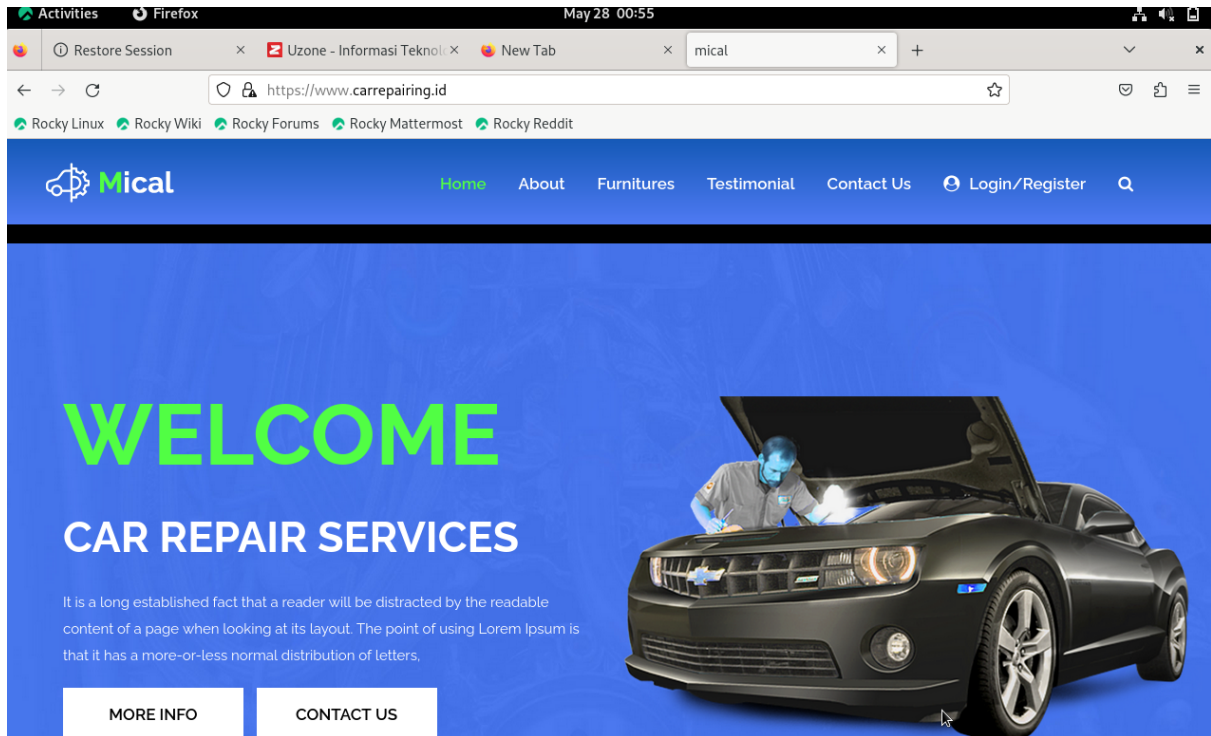 Activities Firefox May 28 00:55
Restore Session Uzone - Informasi Teknolo New Tab mical
https://www.carrepairing.id
Rocky Linux Rocky Wiki Rocky Forums Rocky Mattermost Rocky Reddit
Mical Home About Furnitures Testimonial Contact Us Login/Register
WELCOME
CAR REPAIR SERVICES
It is a long established fact that a reader will be distracted by the readable
content of a page when looking at its layout. The point of using Lorem Ipsum is
that it has a more-or-less normal distribution of letters,
MORE INFO CONTACT US